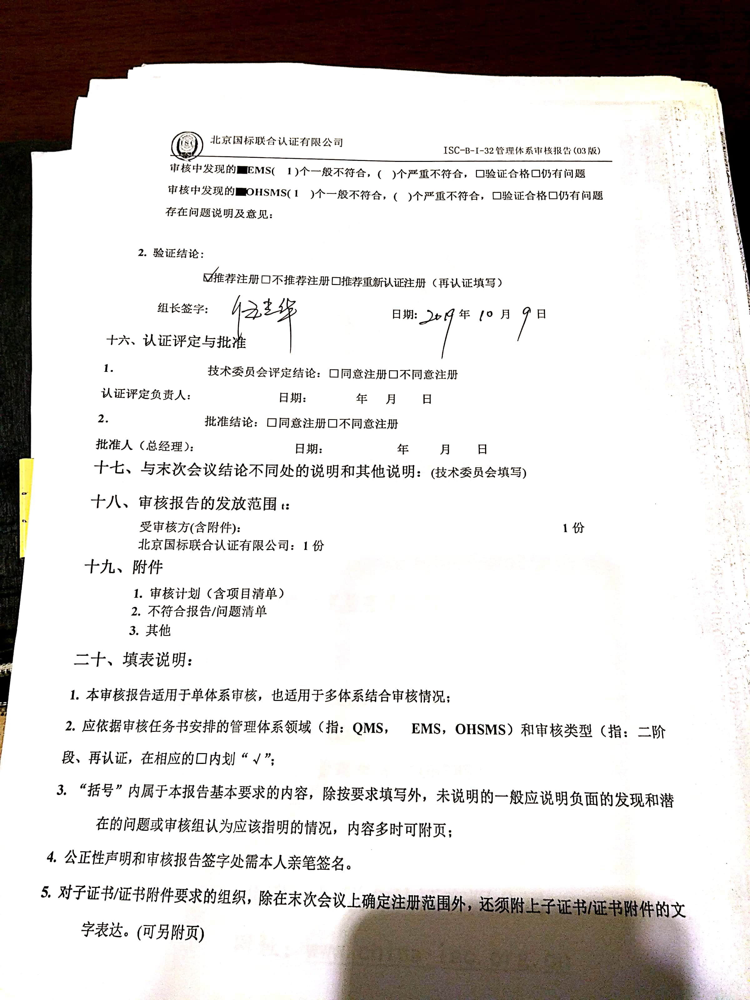 ISC
北京国标联合认证有限公司
ISC-B-I-32管理体系审核报告(03版)
审核中发现的■EMS( 1 )个一般不符合，( )个严重不符合，□验证合格□仍有问题
审核中发现的■OHSMS( 1 )个一般不符合，( )个严重不符合，□验证合格□仍有问题
存在问题说明及意见：
2. 验证结论：
☑推荐注册□不推荐注册□推荐重新认证注册（再认证填写）
组长签字： 日期：2019年 10月 9日
十六、认证评定与批准
1. 技术委员会评定结论：□同意注册□不同意注册
认证评定负责人： 日期： 年 月 日
2. 批准结论：□同意注册□不同意注册
批准人（总经理）： 日期： 年 月 日
十七、与末次会议结论不同处的说明和其他说明：(技术委员会填写)
十八、审核报告的发放范围 t：
受审核方(含附件)： 1 份
北京国标联合认证有限公司：1 份
十九、附件
1. 审核计划（含项目清单）
2. 不符合报告/问题清单
3. 其他
二十、填表说明：
1. 本审核报告适用于单体系审核，也适用于多体系结合审核情况；
2. 应依据审核任务书安排的管理体系领域（指：QMS， EMS，OHSMS）和审核类型（指：二阶
段、再认证，在相应的□内划“√”；
3. “括号”内属于本报告基本要求的内容，除按要求填写外，未说明的一般应说明负面的发现和潜
在的问题或审核组认为应该指明的情况，内容多时可附页；
4. 公正性声明和审核报告签字处需本人亲笔签名。
5. 对子证书/证书附件要求的组织，除在末次会议上确定注册范围外，还须附上子证书/证书附件的文
字表达。(可另附页)